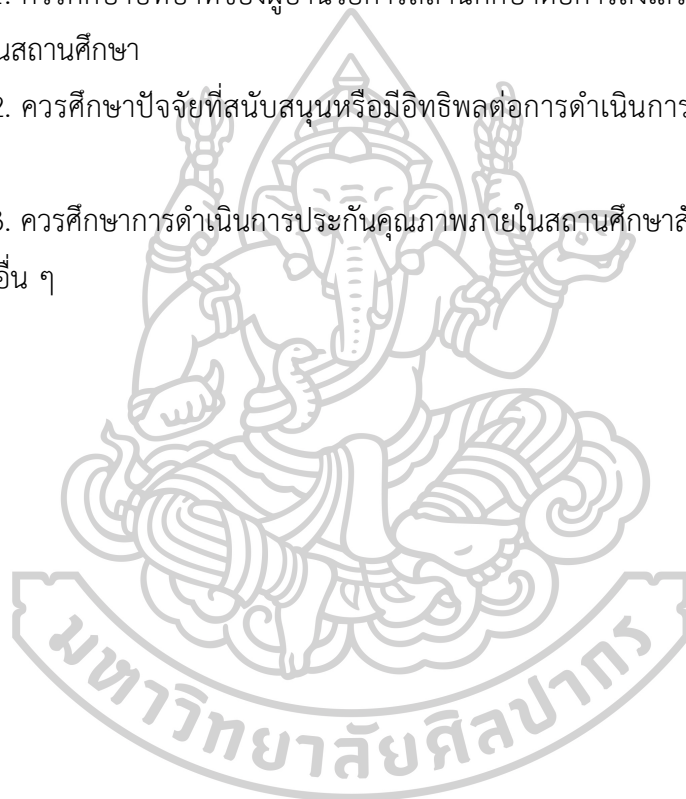 นสถานศึกษา
2. ควรศึกษาปัจจัยที่สนับสนุนหรือมีอิทธิพลต่อการดำเนินการ
3. ควรศึกษาการดำเนินการประกันคุณภาพภายในสถานศึกษาสั
อื่น ๆ
มหาวิทยาลัยศิลปากร